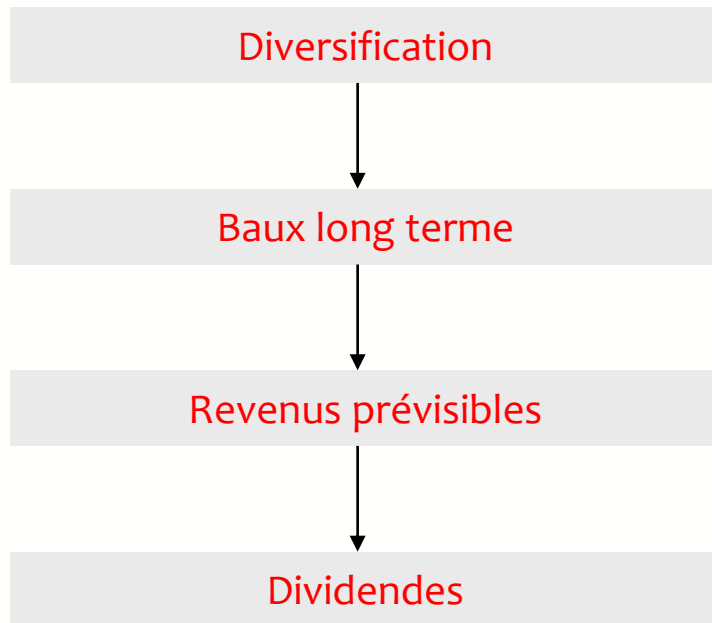 Diversification
Baux long terme
Revenus prévisibles
Dividendes